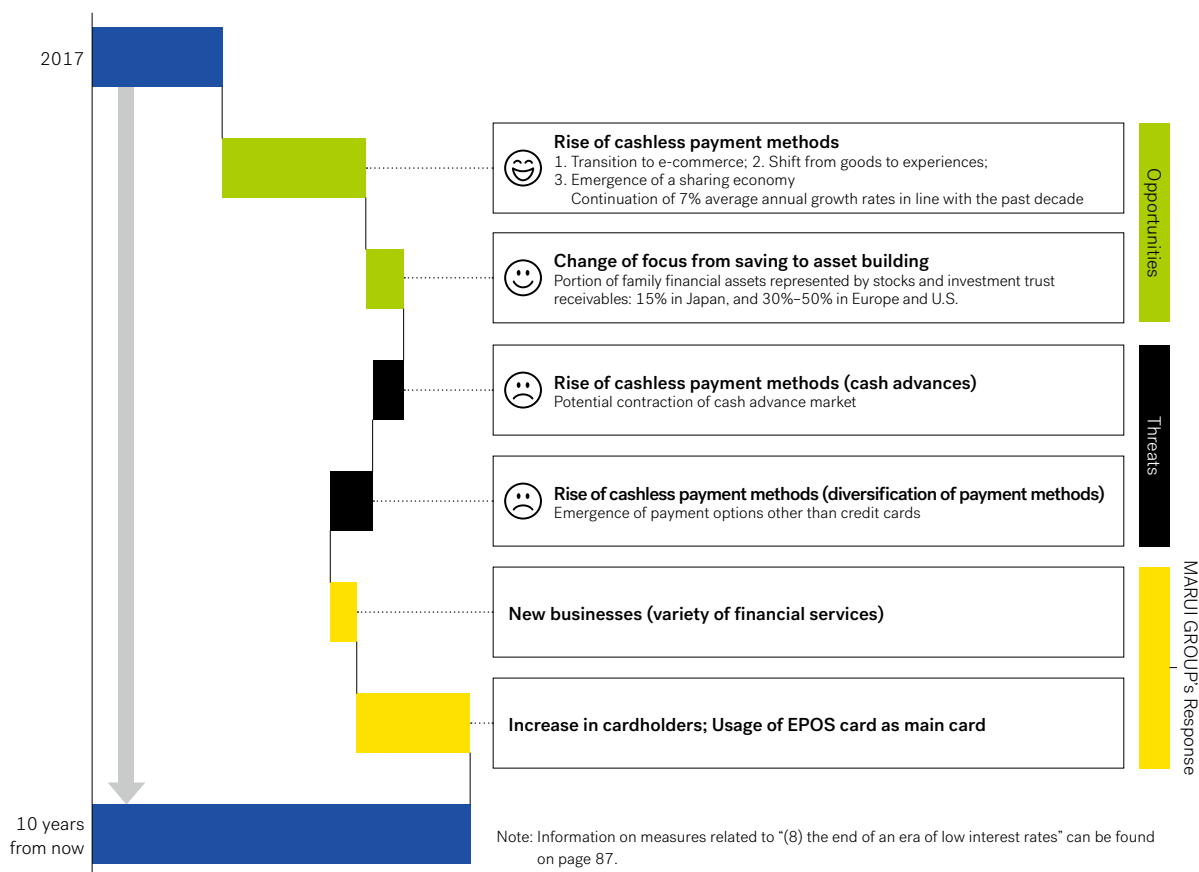 2017
Rise of cashless payment methods
1. Transition to e-commerce; 2. Shift from goods to experiences;
3. Emergence of a sharing economy
Continuation of 7% average annual growth rates in line with the past decade
Change of focus from saving to asset building
Portion of family financial assets represented by stocks and investment trust
receivables: 15% in Japan, and 30%–50% in Europe and U.S.
Opportunities
Rise of cashless payment methods (cash advances)
Potential contraction of cash advance market
Rise of cashless payment methods (diversification of payment methods)
Emergence of payment options other than credit cards
Threats
New businesses (variety of financial services)
Increase in cardholders; Usage of EPOS card as main card
MARUI GROUP's Response
10 years
from now
Note: Information on measures related to “(8) the end of an era of low interest rates” can be found
on page 87.